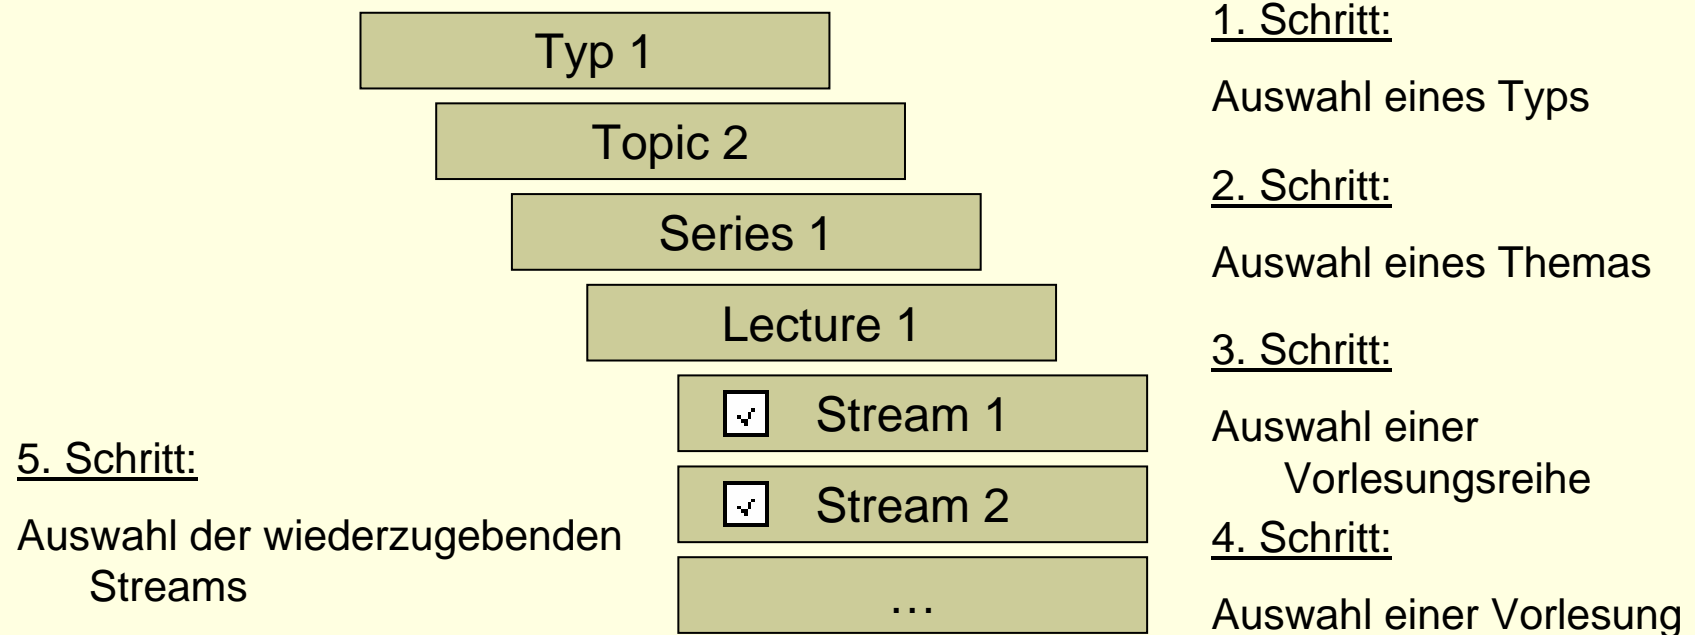 Typ 1
Topic 2
Series 1
Lecture 1
Stream 1
Stream 2
…
1. Schritt:
Auswahl eines Typs
2. Schritt:
Auswahl eines Themas
3. Schritt:
Auswahl einer
Vorlesungsreihe
4. Schritt:
Auswahl einer Vorlesung
5. Schritt:
Auswahl der wiederzugebenden
Streams